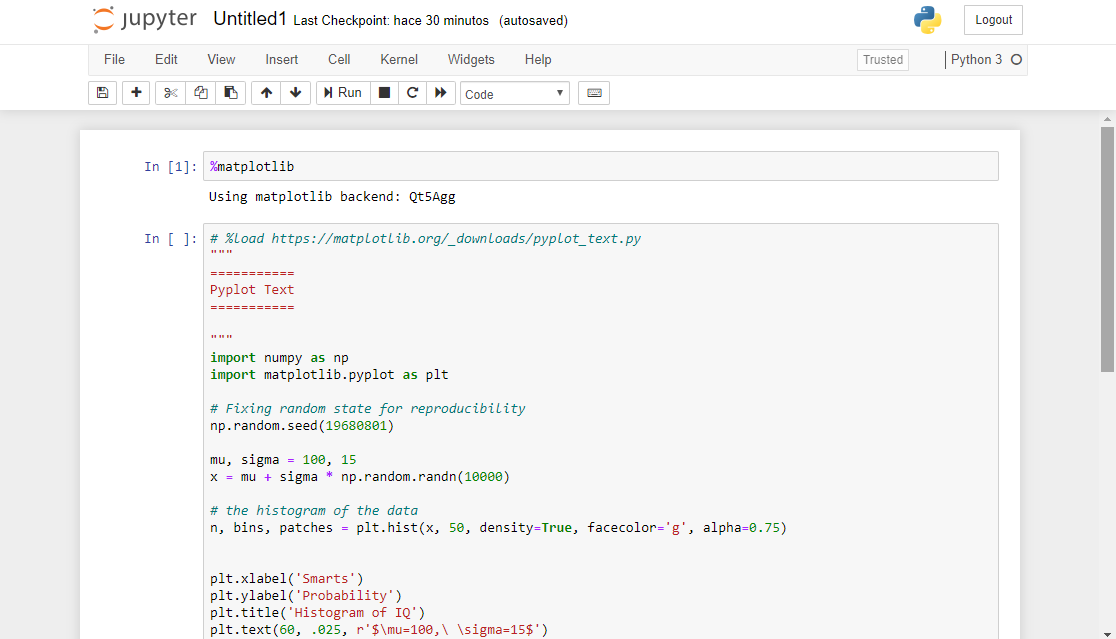 jupyter Untitled1 Last Checkpoint: hace 30 minutos (autosaved) Logout
File Edit View Insert Cell Kernel Widgets Help Trusted Python 3
Run Code
In [1]: %matplotlib
Using matplotlib backend: Qt5Agg
In [ ]: # %load https://matplotlib.org/_downloads/pyplot_text.py
"""
===========
Pyplot Text
===========
"""
import numpy as np
import matplotlib.pyplot as plt
# Fixing random state for reproducibility
np.random.seed(19680801)
mu, sigma = 100, 15
x = mu + sigma * np.random.randn(10000)
# the histogram of the data
n, bins, patches = plt.hist(x, 50, density=True, facecolor='g', alpha=0.75)
plt.xlabel('Smarts')
plt.ylabel('Probability')
plt.title('Histogram of IQ')
plt.text(60, .025, r'$\mu=100,\ \sigma=15$')